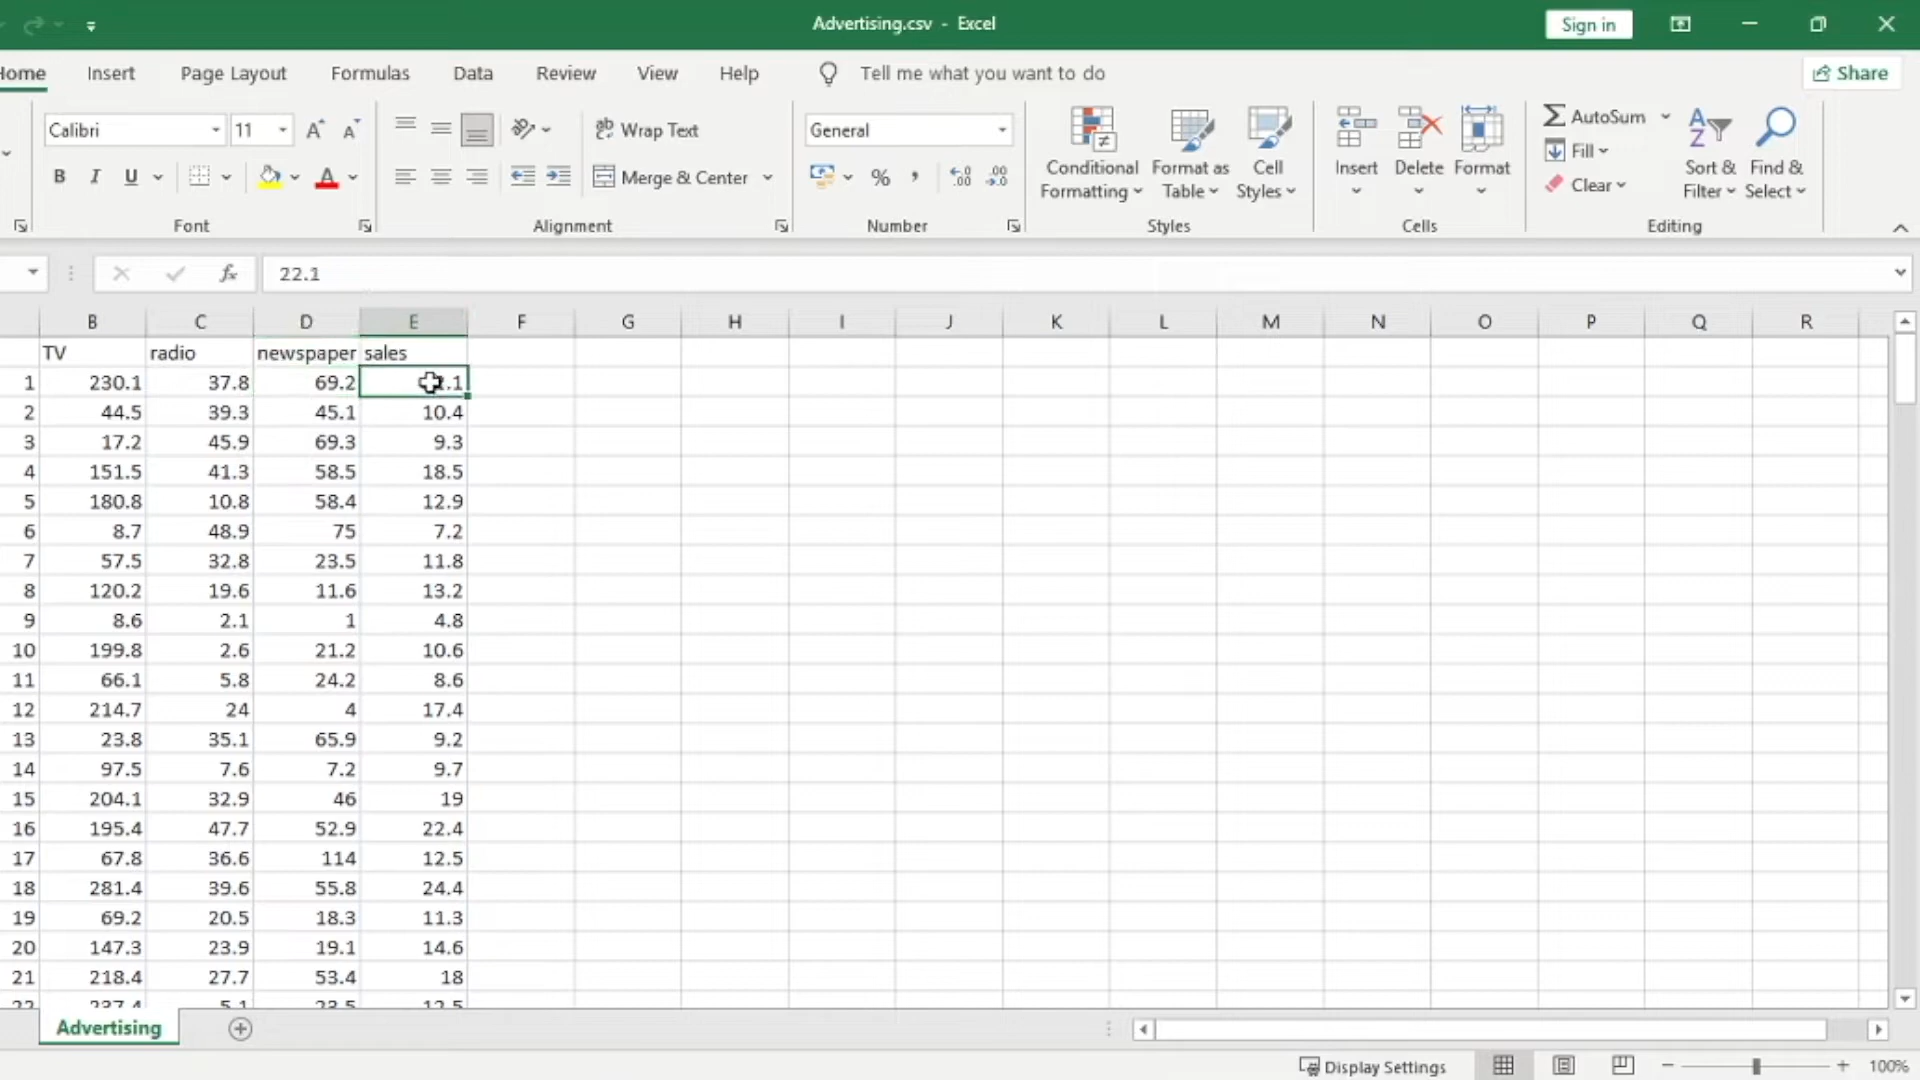 Advertising.csv - Excel
Sign in
Home Insert Page Layout Formulas Data Review View Help Tell me what you want to do
Share
Calibri 11 A A Wrap Text General
Conditional Formatting Format as Table Cell Styles Insert Delete Format AutoSum Fill Clear Sort & Filter Find & Select
B I U A Merge & Center % , .00 .00
Font Alignment Number Styles Cells Editing
fx 22.1
B C D E F G H I J K L M N O P Q R
TV radio newspaper sales
1 230.1 37.8 69.2 .1
2 44.5 39.3 45.1 10.4
3 17.2 45.9 69.3 9.3
4 151.5 41.3 58.5 18.5
5 180.8 10.8 58.4 12.9
6 8.7 48.9 75 7.2
7 57.5 32.8 23.5 11.8
8 120.2 19.6 11.6 13.2
9 8.6 2.1 1 4.8
10 199.8 2.6 21.2 10.6
11 66.1 5.8 24.2 8.6
12 214.7 24 4 17.4
13 23.8 35.1 65.9 9.2
14 97.5 7.6 7.2 9.7
15 204.1 32.9 46 19
16 195.4 47.7 52.9 22.4
17 67.8 36.6 114 12.5
18 281.4 39.6 55.8 24.4
19 69.2 20.5 18.3 11.3
20 147.3 23.9 19.1 14.6
21 218.4 27.7 53.4 18
22 237.4 5.1 23.5 12.5
Advertising
Display Settings 100%